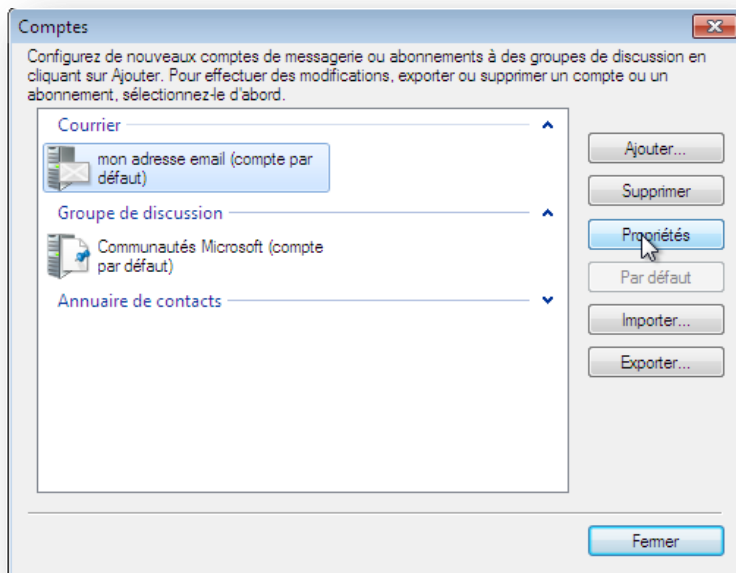 Comptes
Configurez de nouveaux comptes de messagerie ou abonnements à des groupes de discussion en
cliquant sur Ajouter. Pour effectuer des modifications, exporter ou supprimer un compte ou un
abonnement, sélectionnez-le d'abord.
Courrier
mon adresse email (compte par
défaut)
Groupe de discussion
Communautés Microsoft (compte
par défaut)
Annuaire de contacts
Ajouter...
Supprimer
Propriétés
Par défaut
Importer...
Exporter...
Fermer